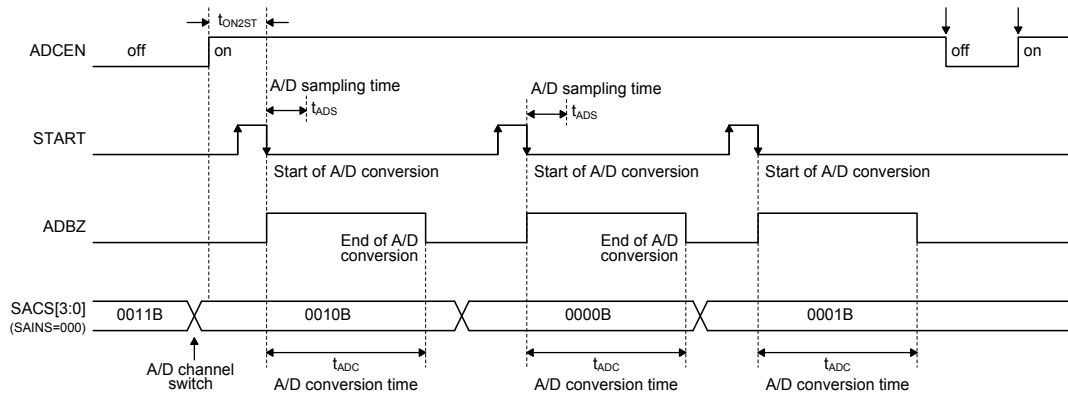 tON2ST
ADCEN off on off on
A/D sampling time A/D sampling time
tADS tADS
START
Start of A/D conversion Start of A/D conversion Start of A/D conversion
ADBZ
End of A/D conversion End of A/D conversion
SACS[3:0] 0011B 0010B 0000B 0001B
(SAINS=000)
A/D channel switch
tADC tADC tADC
A/D conversion time A/D conversion time A/D conversion time